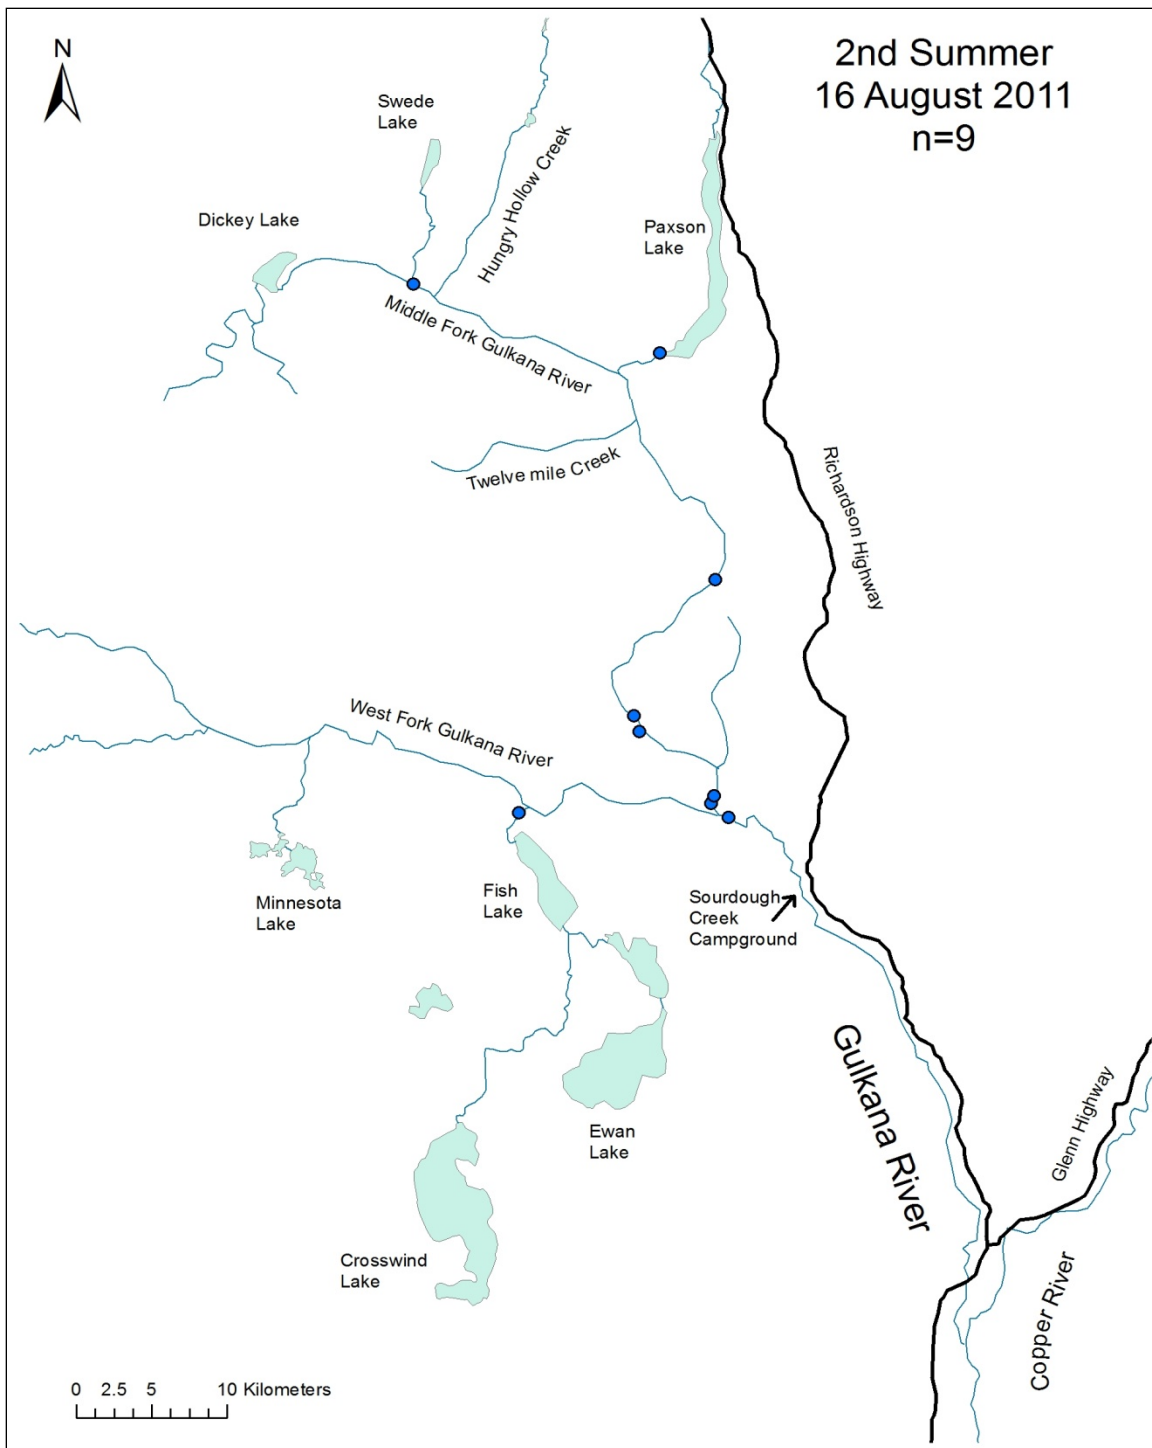 N
2nd Summer
16 August 2011
n=9
Swede
Lake
Hungry Hollow Creek
Dickey Lake
Paxson
Lake
Middle Fork Gulkana River
Twelve mile Creek
Richardson Highway
West Fork Gulkana River
Minnesota
Lake
Fish
Lake
Sourdough
Creek
Campground
Gulkana River
Glenn Highway
Ewan
Lake
Crosswind
Lake
Copper River
0 2.5 5 10 Kilometers